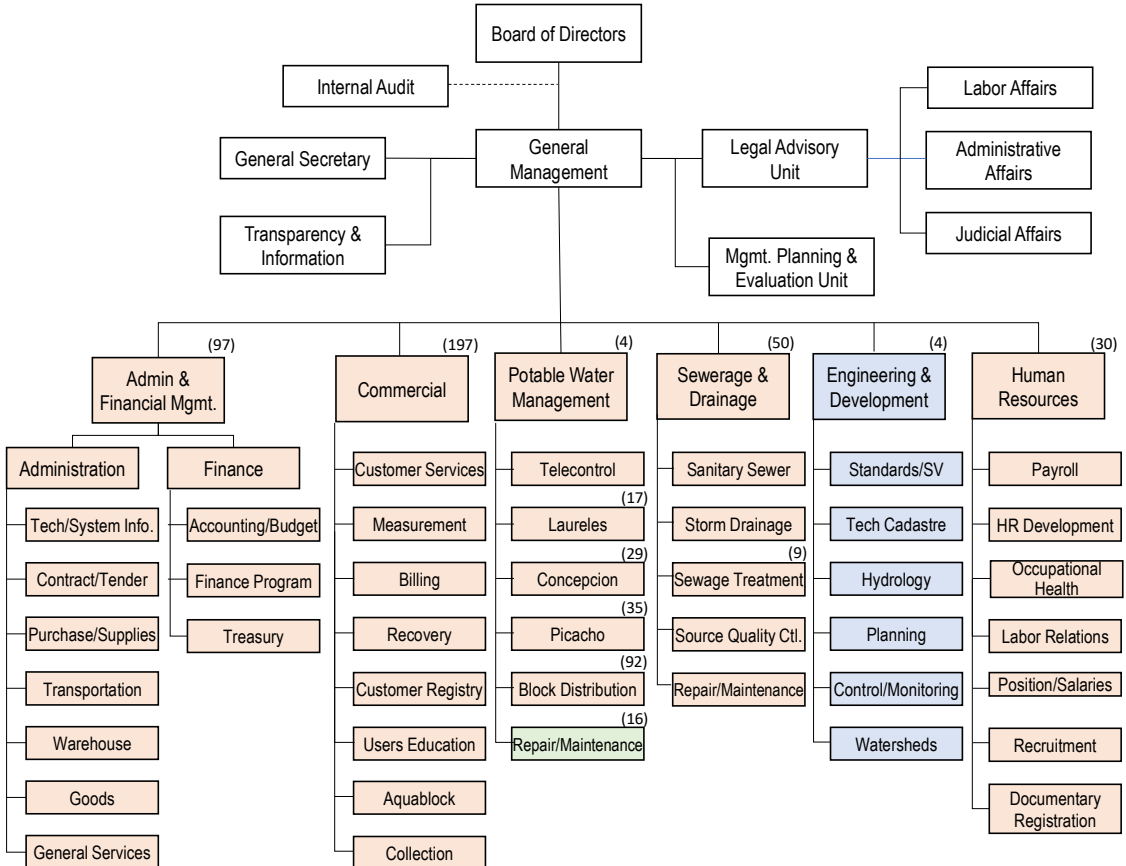 Board of Directors
Internal Audit
Labor Affairs
General Secretary
General
Management
Legal Advisory
Unit
Administrative
Affairs
Transparency &
Information
Judicial Affairs
Mgmt. Planning &
Evaluation Unit
(97)
Admin &
Financial Mgmt.
(197)
Commercial
(4)
Potable Water
Management
(50)
Sewerage &
Drainage
(4)
Engineering &
Development
(30)
Human
Resources
Administration
Tech/System Info.
Contract/Tender
Purchase/Supplies
Transportation
Warehouse
Goods
General Services
Finance
Accounting/Budget
Finance Program
Treasury
Customer Services
Measurement
Billing
Recovery
Customer Registry
Users Education
Aquablock
Collection
Telecontrol
(17)
Laureles
(29)
Concepcion
(35)
Picacho
(92)
Block Distribution
(16)
Repair/Maintenance
Sanitary Sewer
Storm Drainage
(9)
Sewage Treatment
Source Quality Ctl.
Repair/Maintenance
Standards/SV
Tech Cadastre
Hydrology
Planning
Control/Monitoring
Watersheds
Payroll
HR Development
Occupational
Health
Labor Relations
Position/Salaries
Recruitment
Documentary
Registration